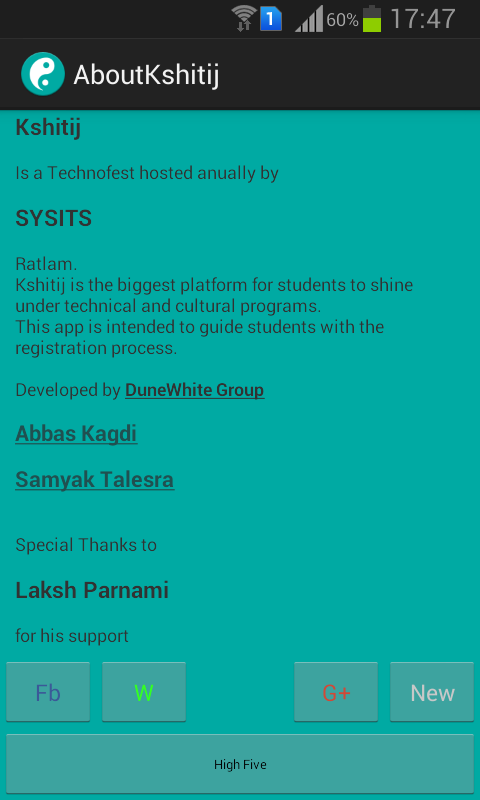 1 60% 17:47
AboutKshitij
Kshitij
Is a Technofest hosted anually by
SYSITS
Ratlam.
Kshitij is the biggest platform for students to shine
under technical and cultural programs.
This app is intended to guide students with the
registration process.
Developed by DuneWhite Group
Abbas Kagdi
Samyak Talesra
Special Thanks to
Laksh Parnami
for his support
Fb W G+ New
High Five